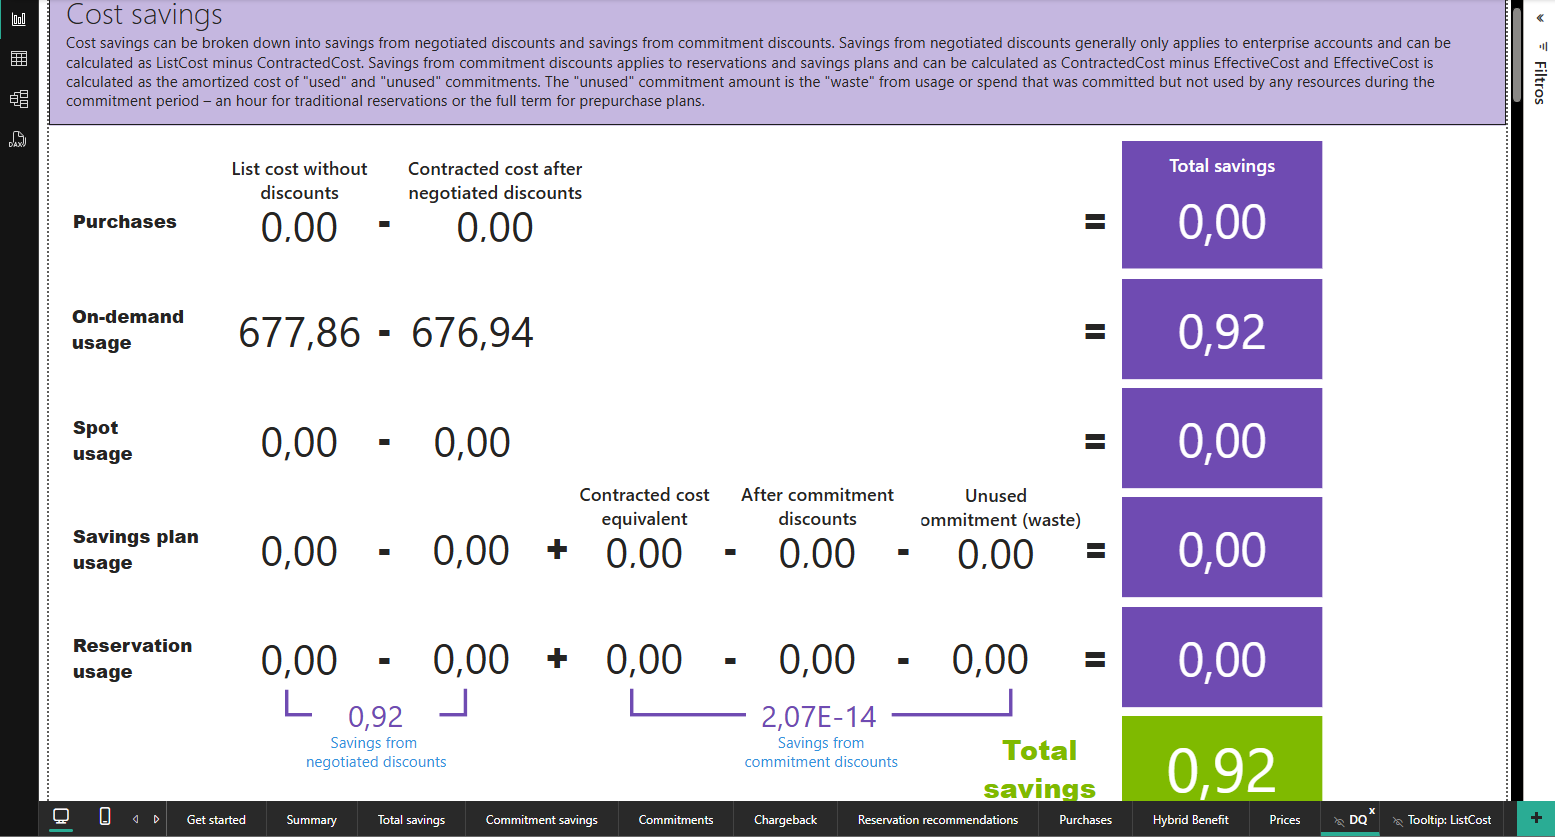 Cost savings
Cost savings can be broken down into savings from negotiated discounts and savings from commitment discounts. Savings from negotiated discounts generally only applies to enterprise accounts and can be
calculated as ListCost minus ContractedCost. Savings from commitment discounts applies to reservations and savings plans and can be calculated as ContractedCost minus EffectiveCost and EffectiveCost is
calculated as the amortized cost of "used" and "unused" commitments. The "unused" commitment amount is the "waste" from usage or spend that was committed but not used by any resources during the
commitment period – an hour for traditional reservations or the full term for prepurchase plans.
Filtros
List cost without
discounts
Contracted cost after
negotiated discounts
Total savings
Purchases
0,00 - 0,00 = 0,00
On-demand
usage
677,86 - 676,94 = 0,92
Spot
usage
0,00 - 0,00 = 0,00
Contracted cost
equivalent
After commitment
discounts
Unused
ommitment (waste)
Savings plan
usage
0,00 - 0,00 + 0,00 - 0,00 - 0,00 = 0,00
Reservation
usage
0,00 - 0,00 + 0,00 - 0,00 - 0,00 = 0,00
0,92
Savings from
negotiated discounts
2,07E-14
Savings from
commitment discounts
Total
savings
0,92
DAX
Get started
Summary
Total savings
Commitment savings
Commitments
Chargeback
Reservation recommendations
Purchases
Hybrid Benefit
Prices
DQ x
Tooltip: ListCost
+